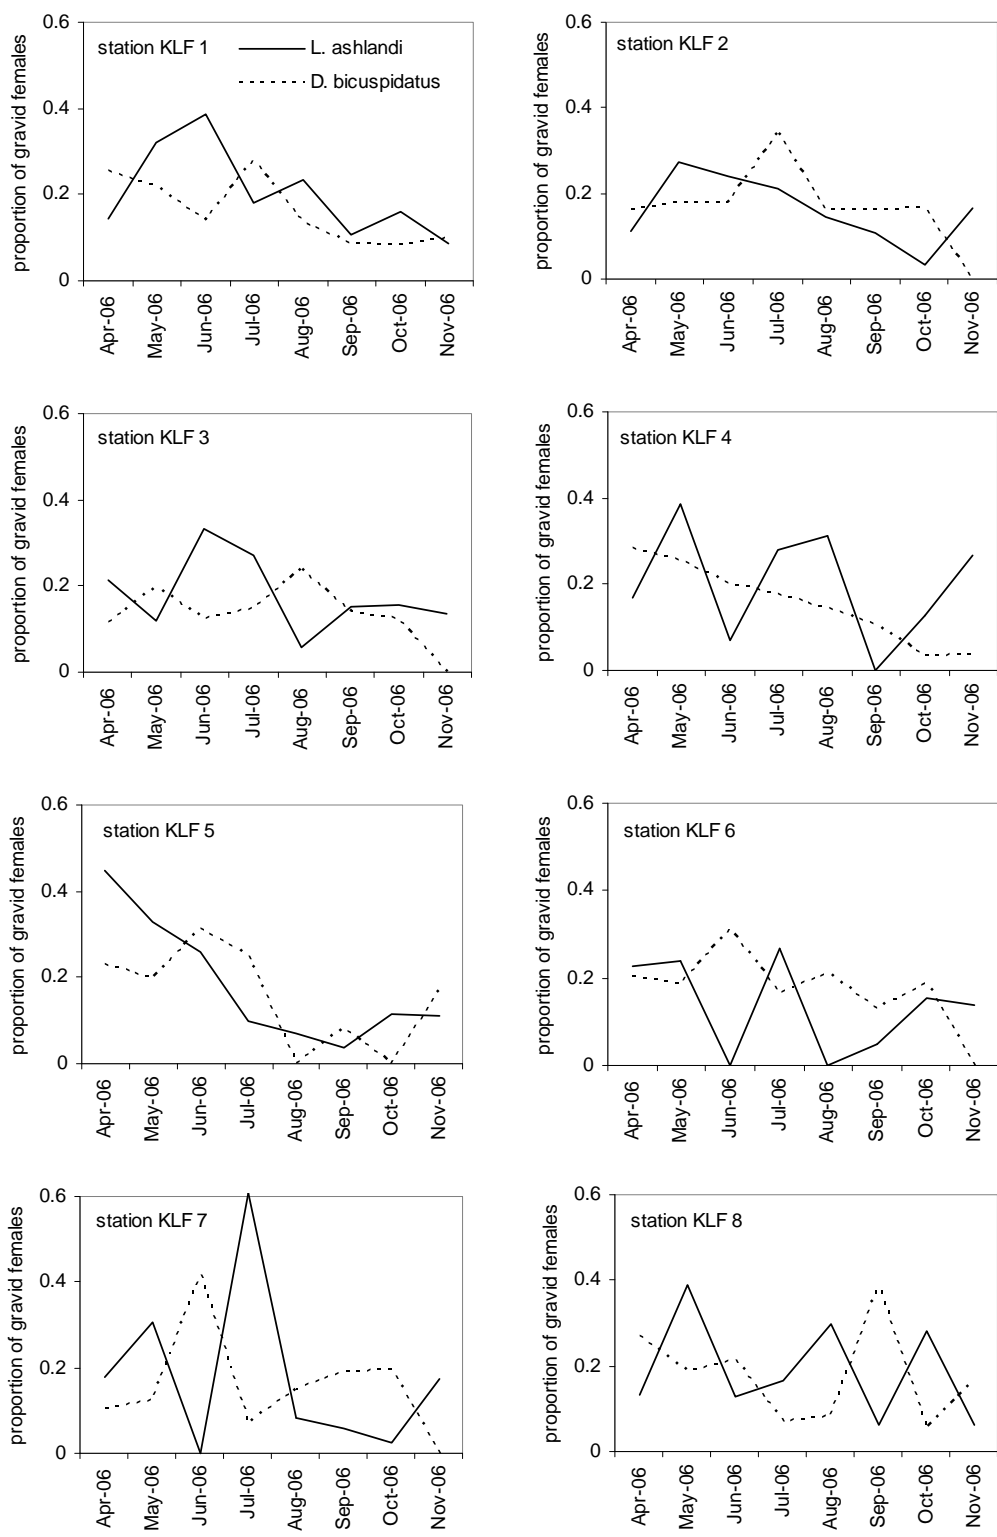 0.6
station KLF 1
L. ashlandi
D. bicuspidatus
0.4
0.2
0
proportion of gravid females
Apr-06
May-06
Jun-06
Jul-06
Aug-06
Sep-06
Oct-06
Nov-06
0.6
station KLF 2
0.4
0.2
0
proportion of gravid females
Apr-06
May-06
Jun-06
Jul-06
Aug-06
Sep-06
Oct-06
Nov-06
0.6
station KLF 3
0.4
0.2
0
proportion of gravid females
Apr-06
May-06
Jun-06
Jul-06
Aug-06
Sep-06
Oct-06
Nov-06
0.6
station KLF 4
0.4
0.2
0
proportion of gravid females
Apr-06
May-06
Jun-06
Jul-06
Aug-06
Sep-06
Oct-06
Nov-06
0.6
station KLF 5
0.4
0.2
0
proportion of gravid females
Apr-06
May-06
Jun-06
Jul-06
Aug-06
Sep-06
Oct-06
Nov-06
0.6
station KLF 6
0.4
0.2
0
proportion of gravid females
Apr-06
May-06
Jun-06
Jul-06
Aug-06
Sep-06
Oct-06
Nov-06
0.6
station KLF 7
0.4
0.2
0
proportion of gravid females
Apr-06
May-06
Jun-06
Jul-06
Aug-06
Sep-06
Oct-06
Nov-06
0.6
station KLF 8
0.4
0.2
0
proportion of gravid females
Apr-06
May-06
Jun-06
Jul-06
Aug-06
Sep-06
Oct-06
Nov-06